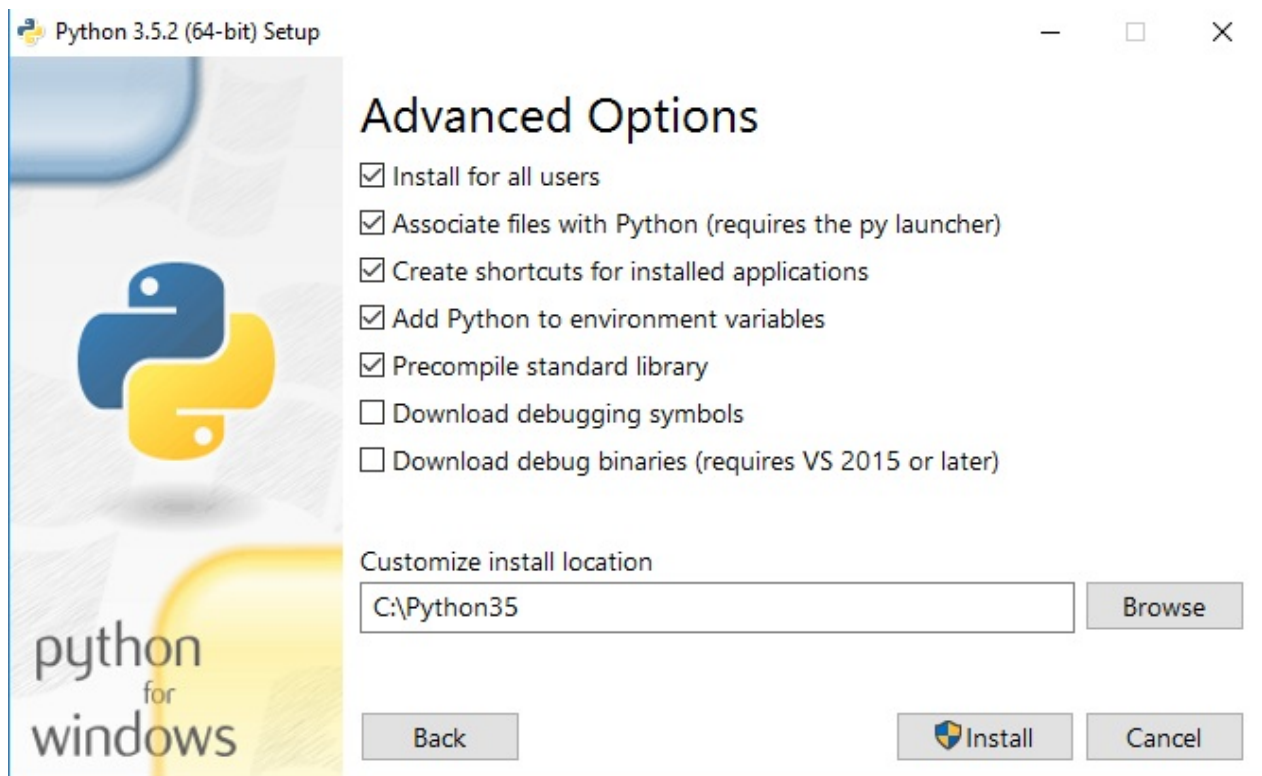 Python 3.5.2 (64-bit) Setup
Advanced Options
Install for all users
Associate files with Python (requires the py launcher)
Create shortcuts for installed applications
Add Python to environment variables
Precompile standard library
Download debugging symbols
Download debug binaries (requires VS 2015 or later)
Customize install location
C:\Python35
Browse
python
for
windows
Back
Install
Cancel